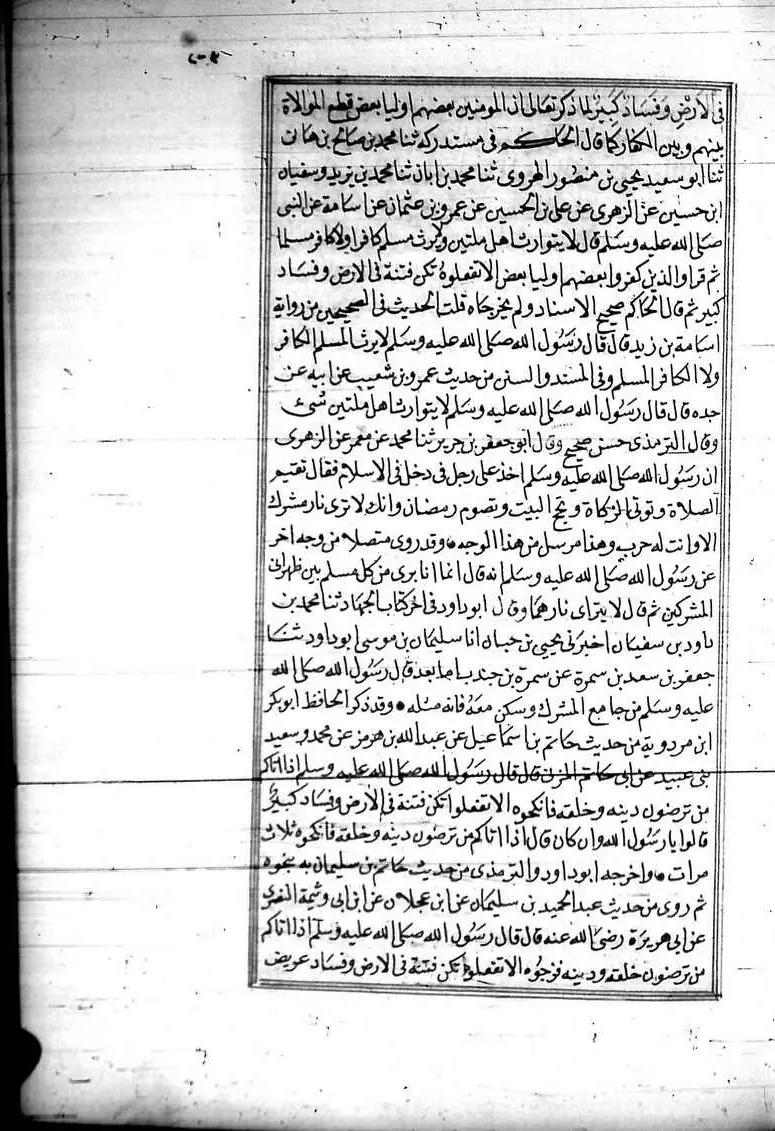 في الارض وفساد كبير لما ذكر تعالى ان المومنين بعضهم اوليا بعض قطع الموالاة
بينهم وبين الكفار كما قال الحاكم في مستدركه ثنا محمد بن صالح بن هان
ثنا ابو سعيد يحيى بن منصور الهروى ثنا محمد بن ابان ثنا محمد بن يزيد وسفيان
ابن حسين عن الزهرى عن على بن الحسين عن عمرو بن عثمان عن اسامة عن النبى
صلى الله عليه وسلم قال لا يتوارث اهل ملتين ولا يرث مسلم كافرا ولا كافر مسلما
ثم قرا والذين كفروا بعضهم اوليا بعض الا تفعلوه تكن فتنة في الارض وفساد
كبير ثم قال الحاكم صحيح الاسناد ولم يخرجاه قلت الحديث في الصحيحين من رواية
اسامة بن زيد قال قال رسول الله صلى الله عليه وسلم لا يرث المسلم الكافر
ولا الكافر المسلم وفي المسند والسنن من حديث عمرو بن شعيب عن ابيه عن
جده قال قال رسول الله صلى الله عليه وسلم لا يتوارث اهل ملتين شئ
وقال الترمذى حسن صحيح وقال ابو جعفر بن جرير ثنا محمد عن معمر عن الزهرى
ان رسول الله صلى الله عليه وسلم اخذ على رجل في دخل في الاسلام فقال تقيم
الصلاة وتوتى الزكاة وتحج البيت وتصوم رمضان وانك لا ترى نار مشرك
الا وانت له حرب وهذا مرسل من هذا الوجه وقد روى متصلا من وجه اخر
عن رسول الله صلى الله عليه وسلم انه قال انما انا برى من كل مسلم بين ظهرانى
المشركين ثم قال لا يتراى نارهما وقال ابو داود في اخر كتاب الجهاد ثنا محمد بن
داود بن سفيان اخبرنى يحيى بن حسان انا سليمان بن موسى ابو داود ثنا
جعفر بن سعد بن سمرة عن سمرة بن جندب اما بعد قال رسول الله صلى الله
عليه وسلم من جامع المشرك وسكن معه فانه مثله وقد ذكر الحافظ ابو بكر
ابن مردوية من حديث حاتم بن اسماعيل عن عبد الله بن هرمز عن محمد وسعيد
بنى عبيد عن ابى حاتم المزنى قال قال رسول الله صلى الله عليه وسلم اذا اتاكم
من ترضون دينه وخلقه فانكحوه الا تفعلوا تكن فتنة في الارض وفساد كبير
قالوا يا رسول الله وان كان قال اذا اتاكم من ترضون دينه وخلقه فانكحوه ثلاث
مرات واخرجه ابو داود والترمذى من حديث حاتم بن سليمان به بنحوه
ثم روى من حديث عبد الحميد بن سليمان عن ابن عجلان عن ابن ابى وثيمة النصرى
عن ابى هريرة رضى الله عنه قال قال رسول الله صلى الله عليه وسلم اذا اتاكم
من ترضون خلقه ودينه فزوجوه الا تفعلوا تكن فتنة في الارض وفساد عريض